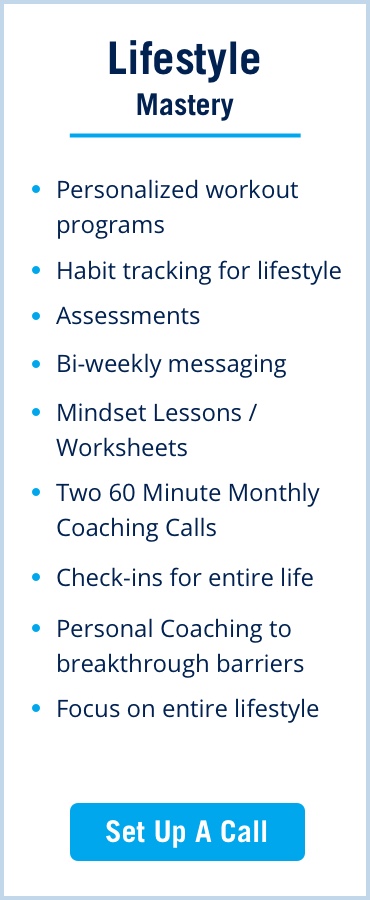 Lifestyle
Mastery
• Personalized workout
programs
• Habit tracking for lifestyle
• Assessments
• Bi-weekly messaging
• Mindset Lessons /
Worksheets
• Two 60 Minute Monthly
Coaching Calls
• Check-ins for entire life
• Personal Coaching to
breakthrough barriers
• Focus on entire lifestyle
Set Up A Call